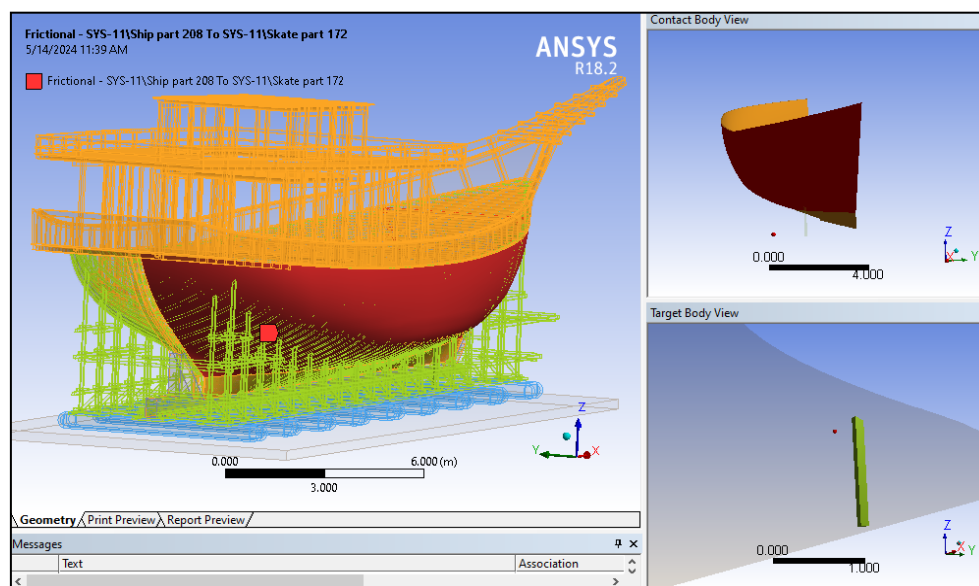 Frictional - SYS-11\Ship part 208 To SYS-11\Skate part 172
5/14/2024 11:39 AM
Frictional - SYS-11\Ship part 208 To SYS-11\Skate part 172
ANSYS
R18.2
Z
Y
X
0.000
6.000 (m)
3.000
Geometry
Print Preview
Report Preview
Messages
Text
Association
Contact Body View
Z
X
Y
0.000
4.000
Target Body View
Z
X
Y
0.000
1.000